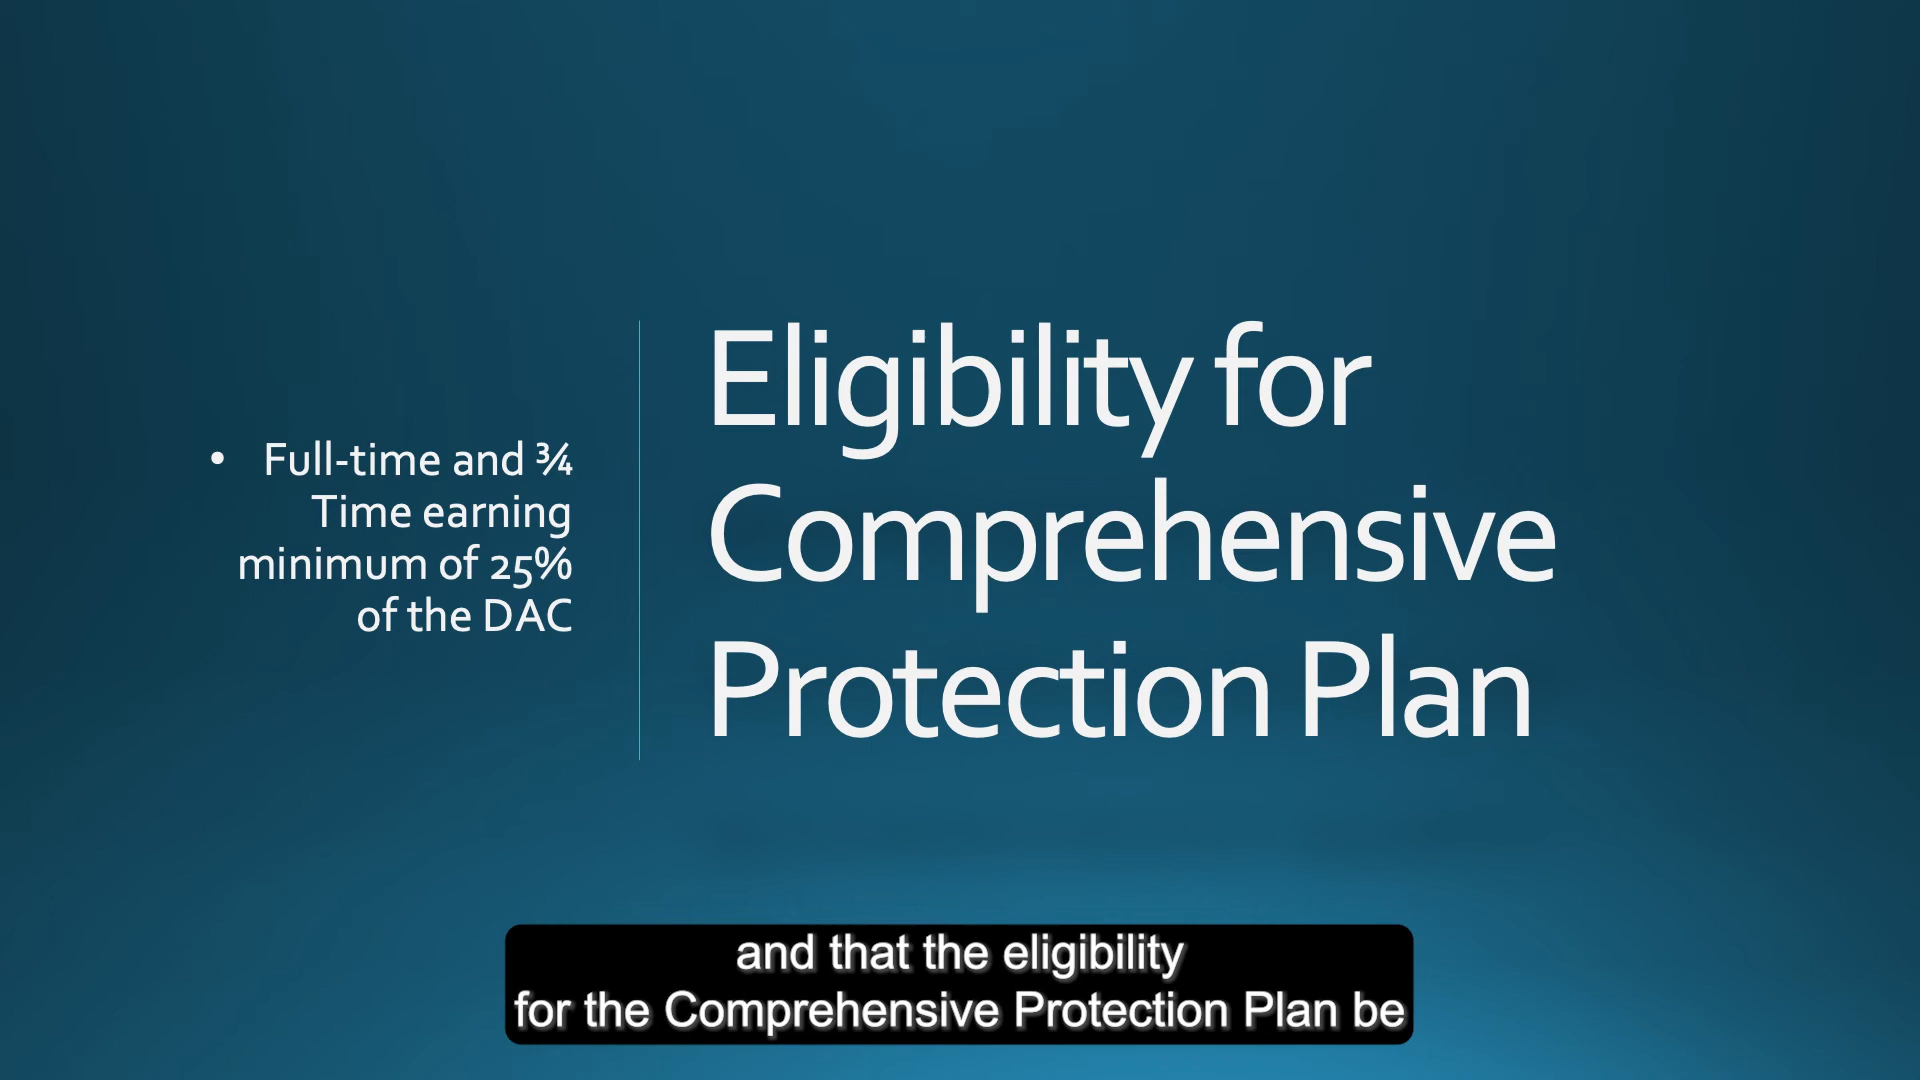 • Full-time and ¾
Time earning
minimum of 25%
of the DAC
Eligibility for
Comprehensive
Protection Plan
and that the eligibility
for the Comprehensive Protection Plan be